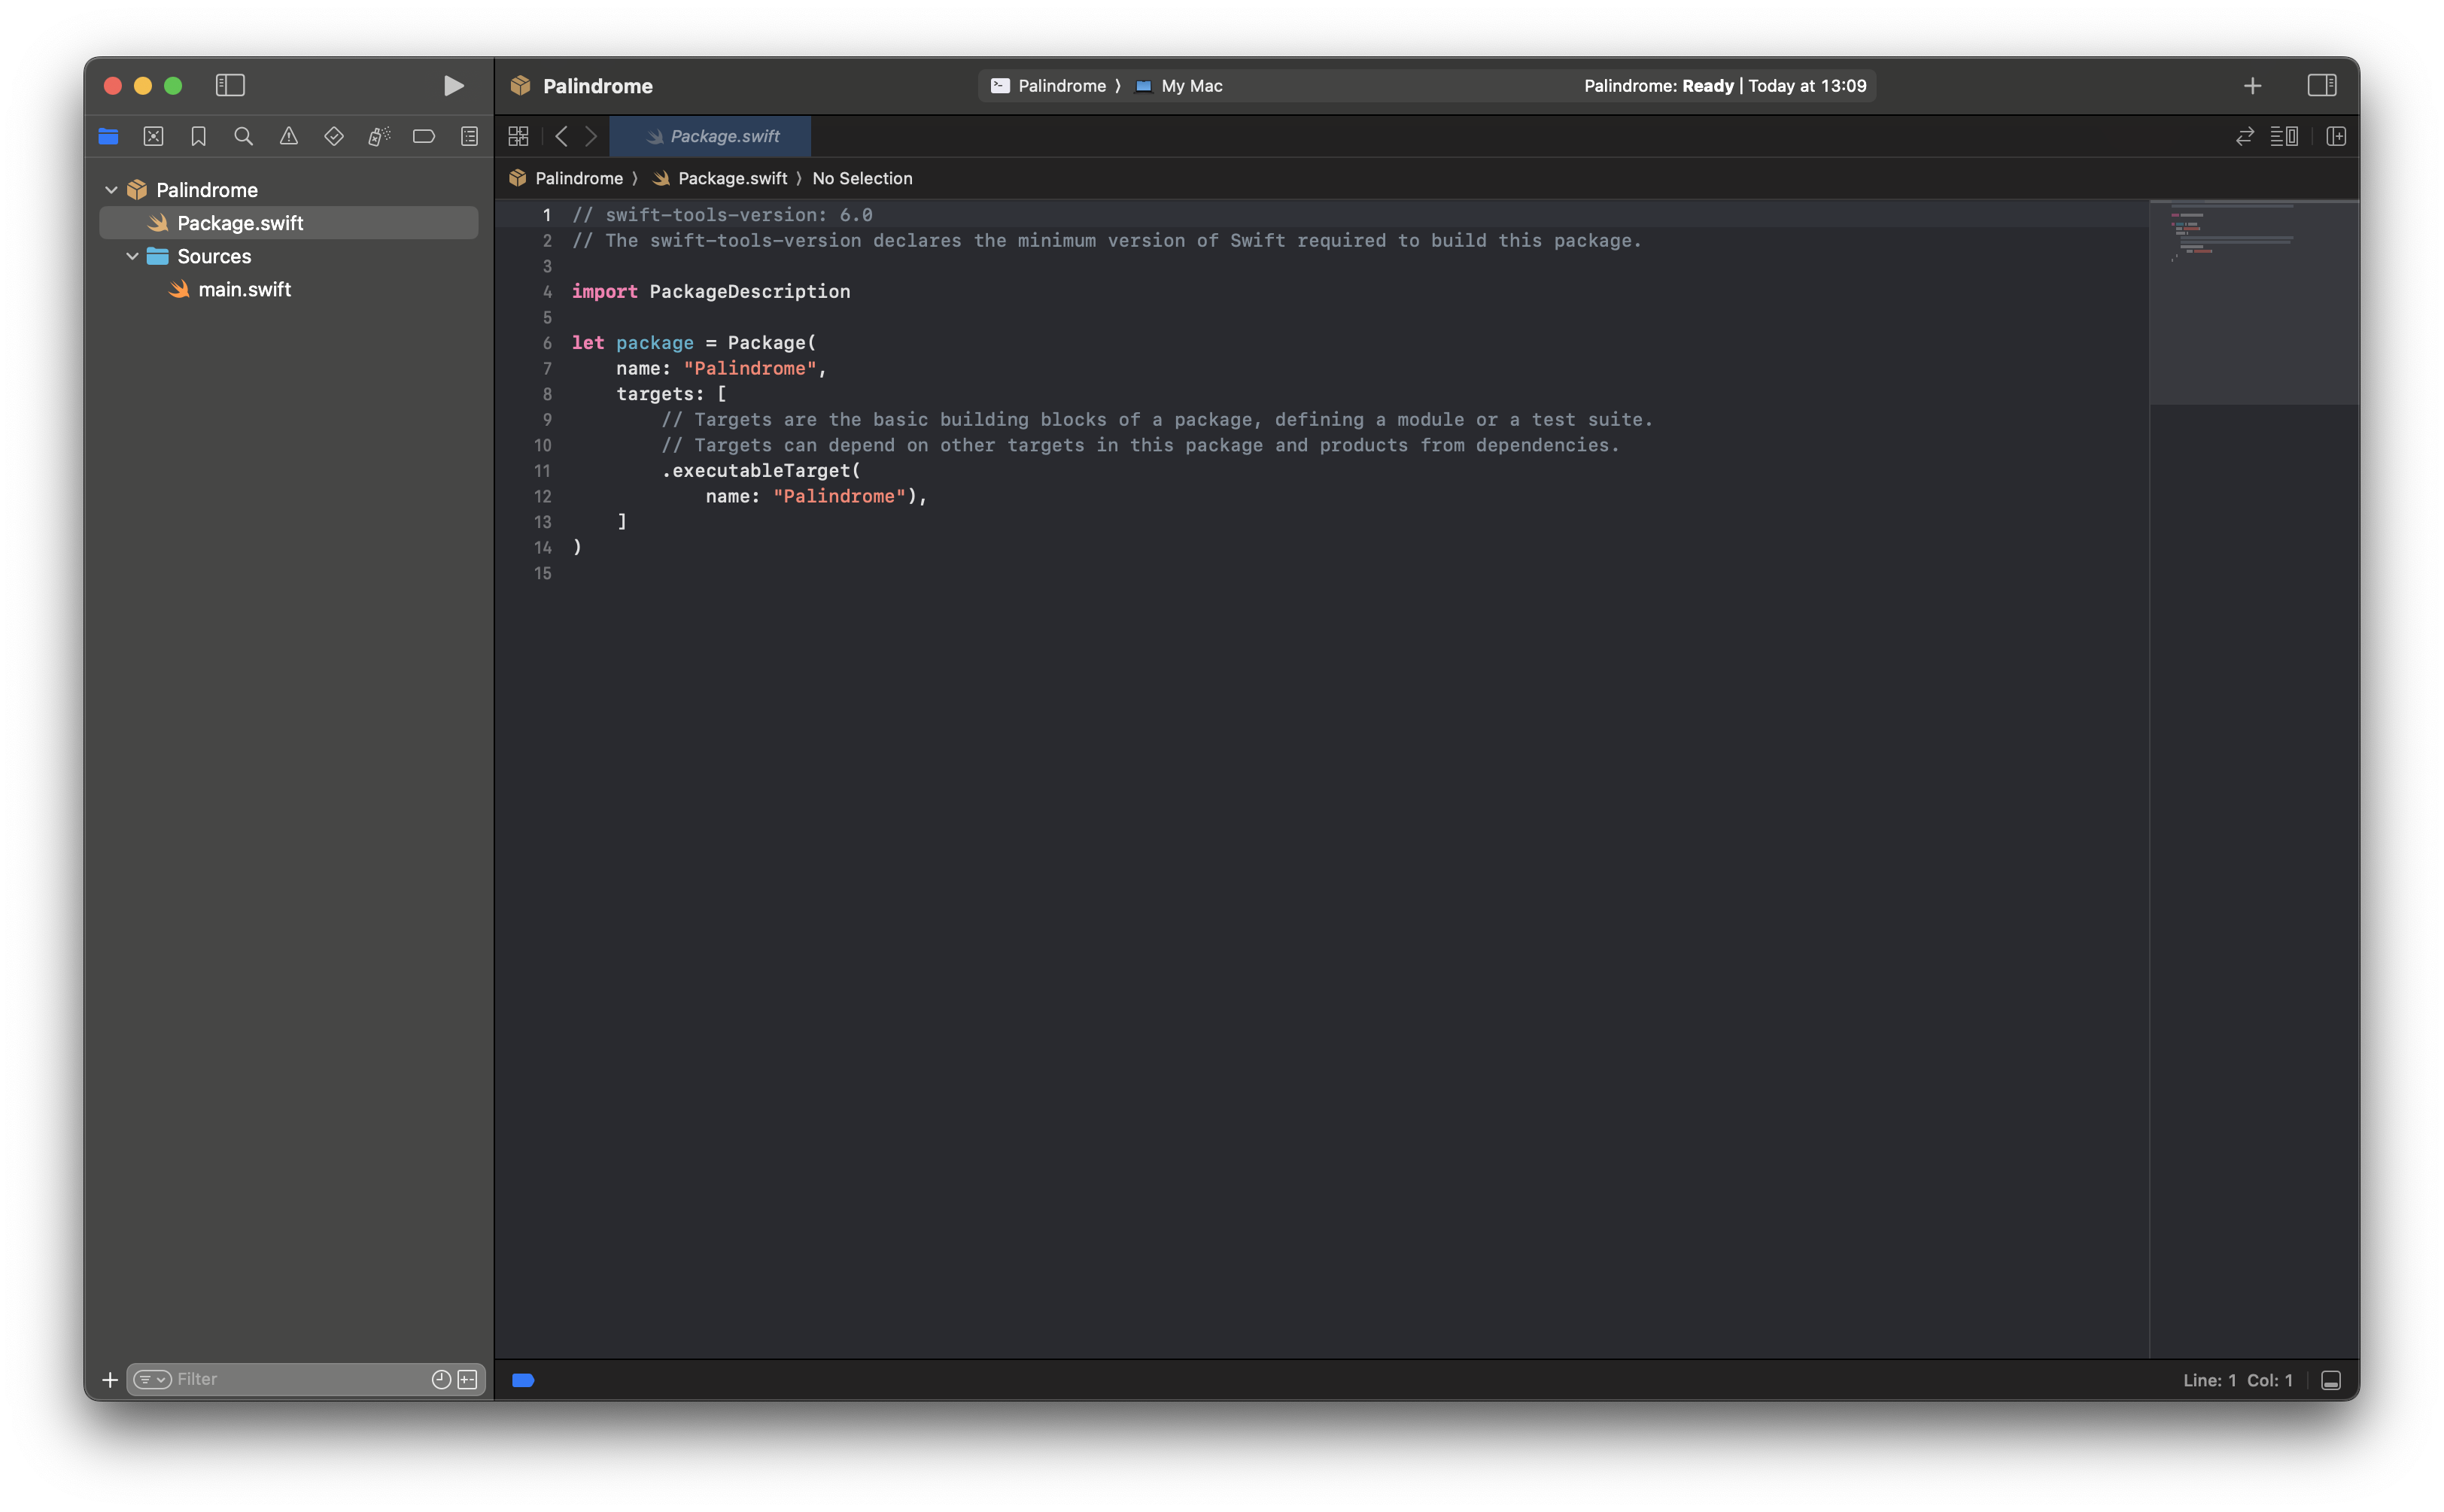 Palindrome
Palindrome 〉 My Mac
Palindrome: Ready | Today at 13:09
Package.swift
Palindrome
Package.swift
Sources
main.swift
Palindrome 〉 Package.swift 〉 No Selection
1 // swift-tools-version: 6.0
2 // The swift-tools-version declares the minimum version of Swift required to build this package.
3
4 import PackageDescription
5
6 let package = Package(
7     name: "Palindrome",
8     targets: [
9         // Targets are the basic building blocks of a package, defining a module or a test suite.
10         // Targets can depend on other targets in this package and products from dependencies.
11         .executableTarget(
12             name: "Palindrome"),
13     ]
14 )
15
Filter
Line: 1 Col: 1